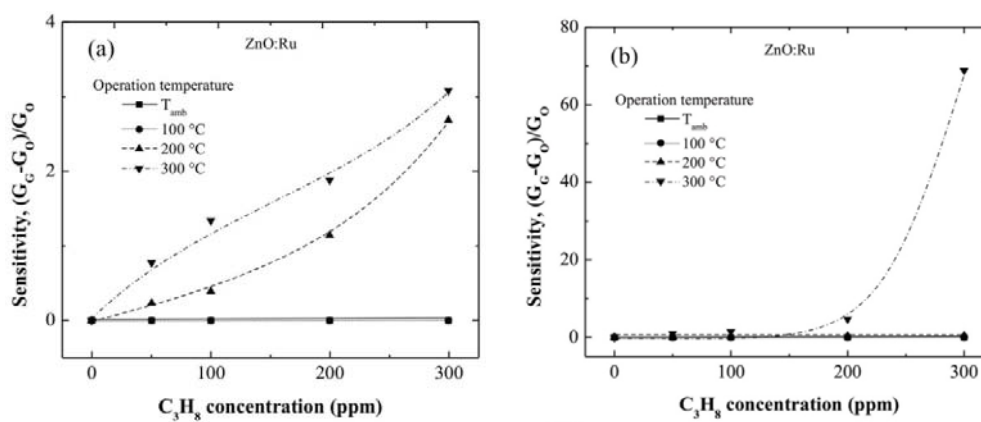 (a)
ZnO:Ru
Operation temperature
T_amb
100 °C
200 °C
300 °C
Sensitivity, (G_G-G_O)/G_O
4
2
0
0 100 200 300
C₃H₈ concentration (ppm)
(b)
ZnO:Ru
Operation temperature
T_amb
100 °C
200 °C
300 °C
Sensitivity, (G_G-G_O)/G_O
80
60
40
20
0
0 100 200 300
C₃H₈ concentration (ppm)